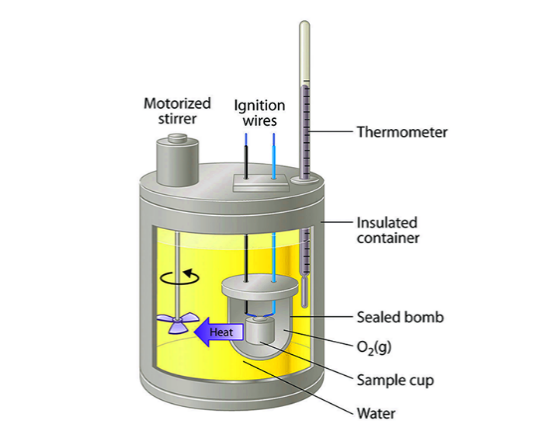 Motorized
stirrer
Ignition
wires
Thermometer
Insulated
container
Heat
Sealed bomb
O₂(g)
Sample cup
Water